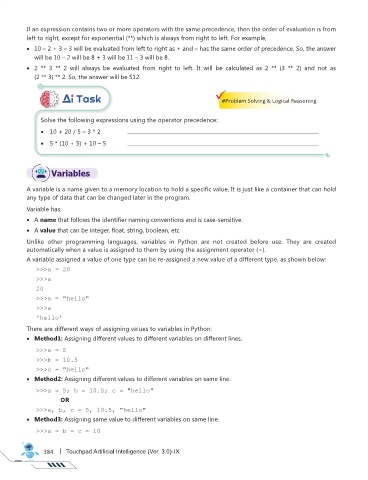 If an expression contains two or more operators with the same precedence, then the order of evaluation is from
left to right, except for exponential (**) which is always from right to left. For example,
• 10 – 2 + 3 – 3 will be evaluated from left to right as + and – has the same order of precedence. So, the answer
will be 10 – 2 will be 8 + 3 will be 11 – 3 will be 8.
• 2 ** 3 ** 2 will always be evaluated from right to left. It will be calculated as 2 ** (3 ** 2) and not as
(2 ** 3) ** 2. So, the answer will be 512.
Ai Task
#Problem Solving & Logical Reasoning
Solve the following expressions using the operator precedence:
• 10 + 20 / 5 – 3 * 2
• 5 * (10 + 5) + 10 – 5
Variables
A variable is a name given to a memory location to hold a specific value. It is just like a container that can hold
any type of data that can be changed later in the program.
Variable has:
• A name that follows the identifier naming conventions and is case-sensitive.
• A value that can be integer, float, string, boolean, etc.
Unlike other programming languages, variables in Python are not created before use. They are created
automatically when a value is assigned to them by using the assignment operator (=).
A variable assigned a value of one type can be re-assigned a new value of a different type, as shown below:
>>>a = 20
>>>a
20
>>>a = "hello"
>>>a
'hello'
There are different ways of assigning values to variables in Python:
• Method1: Assigning different values to different variables on different lines.
>>>a = 5
>>>b = 10.5
>>>c = "hello"
• Method2: Assigning different values to different variables on same line.
>>>a = 5; b = 10.5; c = "hello"
OR
>>>a, b, c = 5, 10.5, "hello"
• Method3: Assigning same value to different variables on same line.
>>>a = b = c = 10
384 | Touchpad Artificial Intelligence (Ver. 3.0)-IX